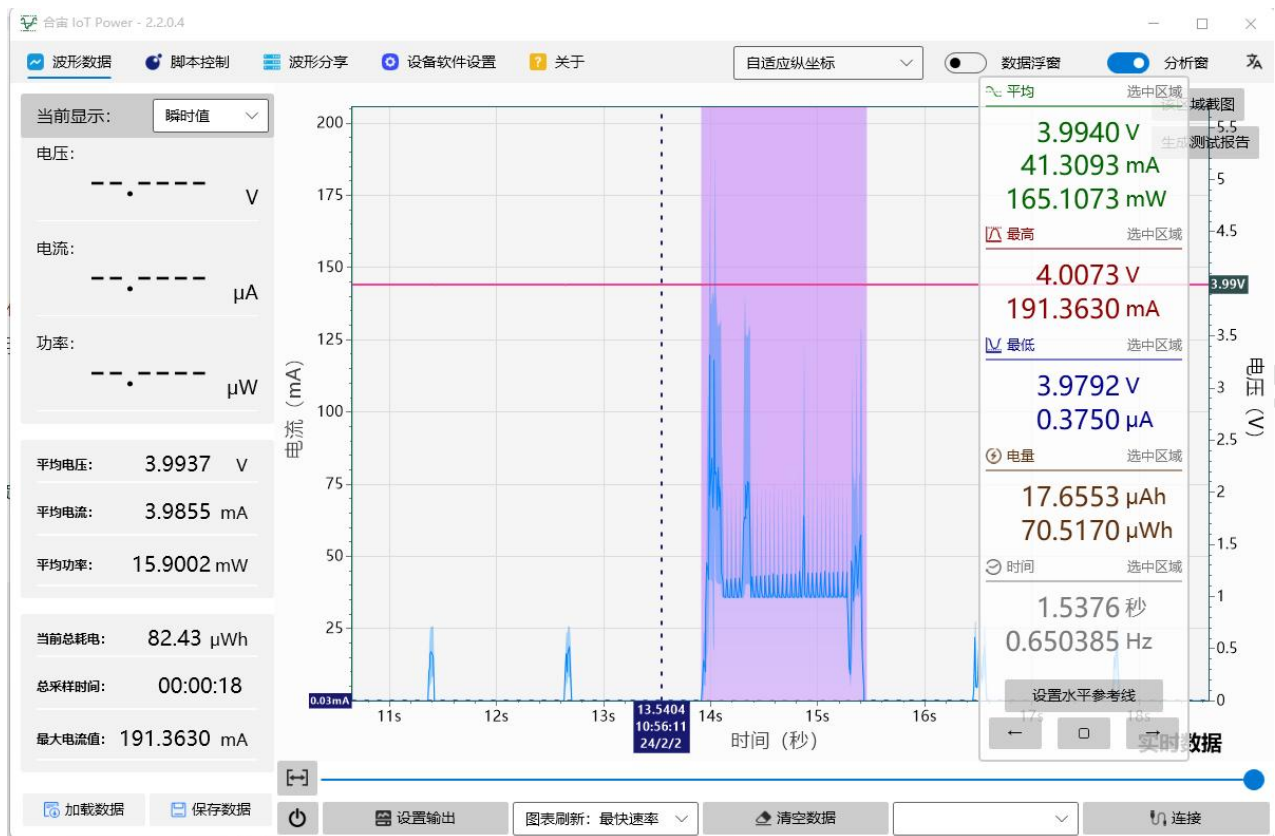 合宙 IoT Power - 2.2.0.4
波形数据 脚本控制 波形分享 设备软件设置 关于 自适应纵坐标 数据浮窗 分析窗
当前显示: 瞬时值
电压:
--.---- V
电流:
--.---- μA
功率:
--.---- μW
平均电压: 3.9937 V
平均电流: 3.9855 mA
平均功率: 15.9002 mW
当前总耗电: 82.43 μWh
总采样时间: 00:00:18
最大电流值: 191.3630 mA
加载数据 保存数据
电流 (mA)
200
175
150
125
100
75
50
25
0.03mA
11s 12s 13s 14s 15s 16s 17s 18s
13.5404
10:56:11
24/2/2
时间 (秒)
实时数据
平均 选中区域
3.9940 V
41.3093 mA
165.1073 mW
最高 选中区域
4.0073 V
191.3630 mA
最低 选中区域
3.9792 V
0.3750 μA
电量 选中区域
17.6553 μAh
70.5170 μWh
时间 选中区域
1.5376 秒
0.650385 Hz
设置水平参考线
← →
区域截图
生成测试报告
5.5
5
4.5
3.99V
3.5
3
2.5
2
1.5
1
0.5
0
电压 (V)
设置输出 图表刷新: 最快速率 清空数据 连接